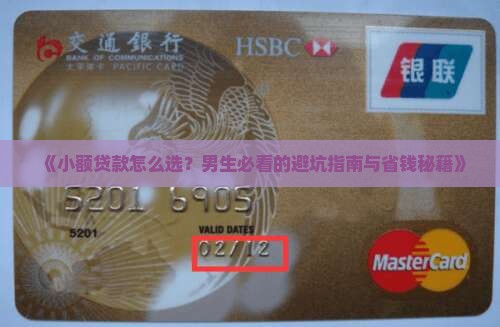 交通銀行
BANK OF COMMUNICATIONS
太平洋卡 PACIFIC CARD
HSBC
银联
《小额贷款怎么选？男生必看的避坑指南与省钱秘籍》
5201 6905
5201
VALID DATES
02/12
MasterCard